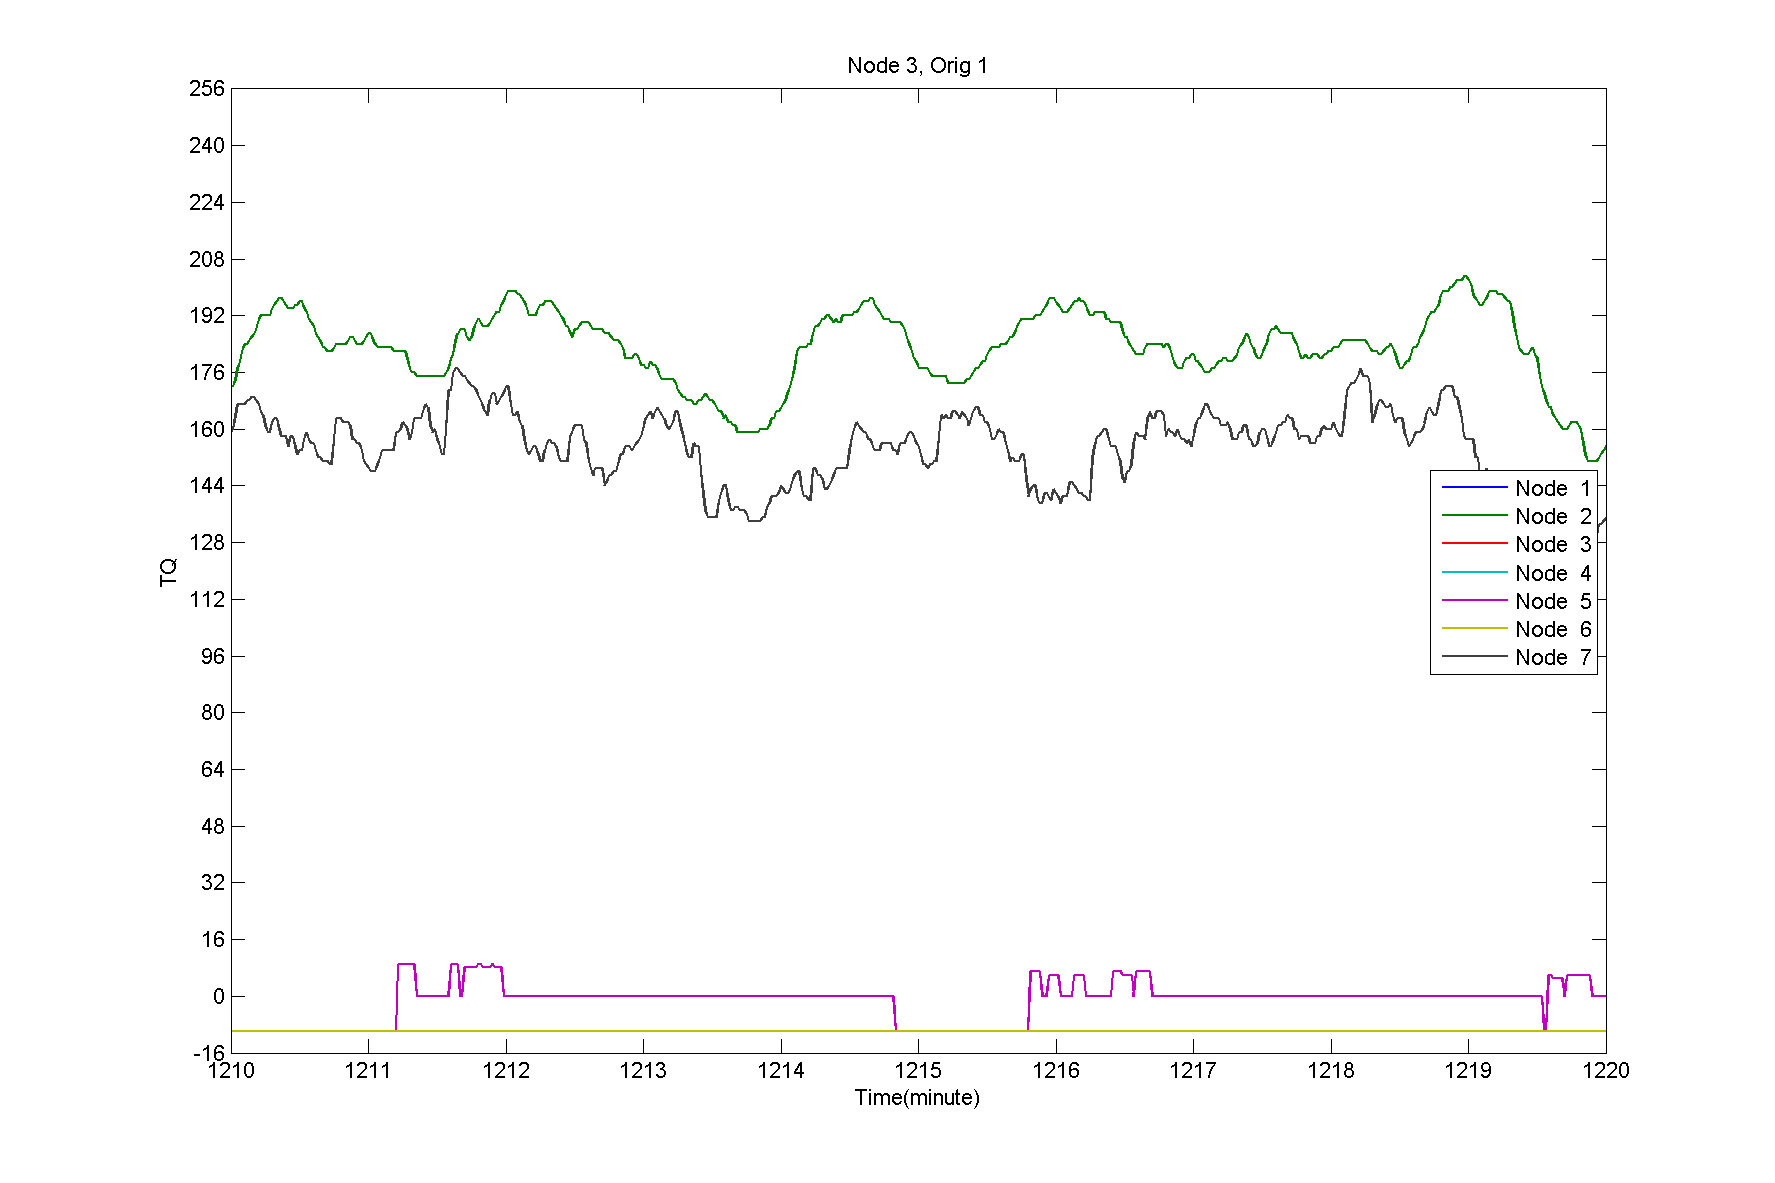 Node 3, Orig 1
256
240
224
208
192
176
160
144
128
112
96
80
64
48
32
16
0
-16
TQ
Node 1
Node 2
Node 3
Node 4
Node 5
Node 6
Node 7
1210 1211 1212 1213 1214 1215 1216 1217 1218 1219 1220
Time(minute)